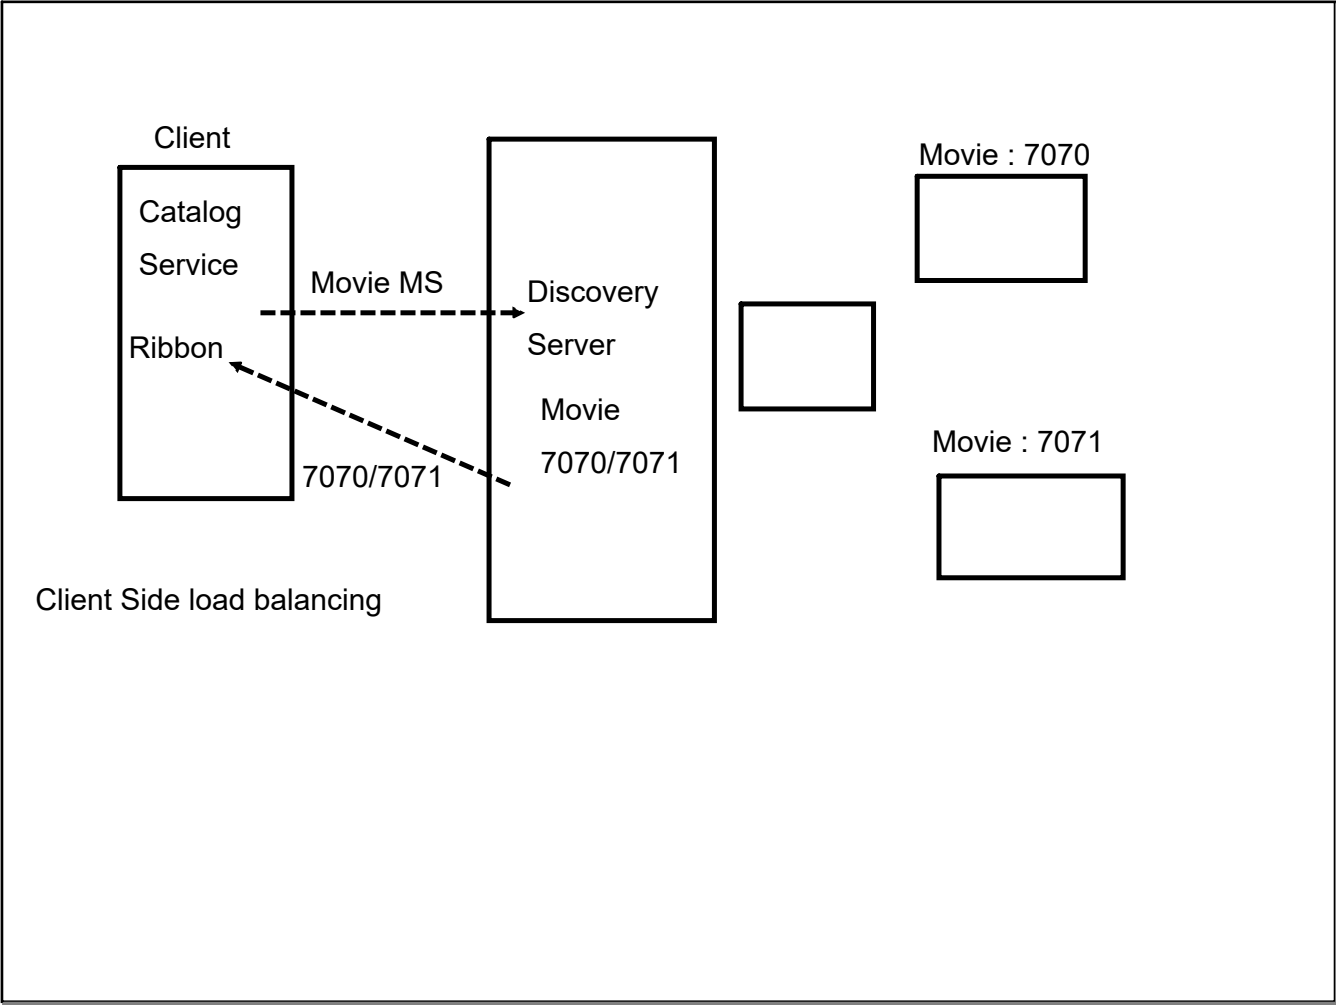 Client
Catalog
Service
Ribbon
Movie MS
7070/7071
Discovery
Server
Movie
7070/7071
Movie : 7070
Movie : 7071
Client Side load balancing